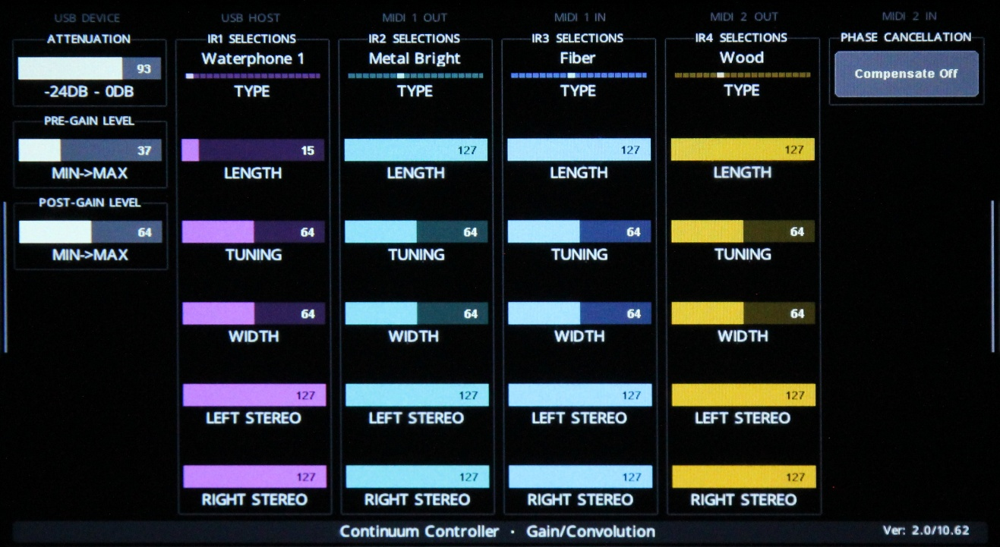 USB DEVICE USB HOST MIDI 1 OUT MIDI 1 IN MIDI 2 OUT MIDI 2 IN
ATTENUATION IR1 SELECTIONS IR2 SELECTIONS IR3 SELECTIONS IR4 SELECTIONS PHASE CANCELLATION
Waterphone 1 Metal Bright Fiber Wood
93 Compensate Off
-24DB - 0DB TYPE TYPE TYPE TYPE
PRE-GAIN LEVEL
37 15 127 127 127
MIN->MAX LENGTH LENGTH LENGTH LENGTH
POST-GAIN LEVEL
64 64 64 64 64
MIN->MAX TUNING TUNING TUNING TUNING
64 64 64 64
WIDTH WIDTH WIDTH WIDTH
127 127 127 127
LEFT STEREO LEFT STEREO LEFT STEREO LEFT STEREO
127 127 127 127
RIGHT STEREO RIGHT STEREO RIGHT STEREO RIGHT STEREO
Continuum Controller · Gain/Convolution Ver: 2.0/10.62